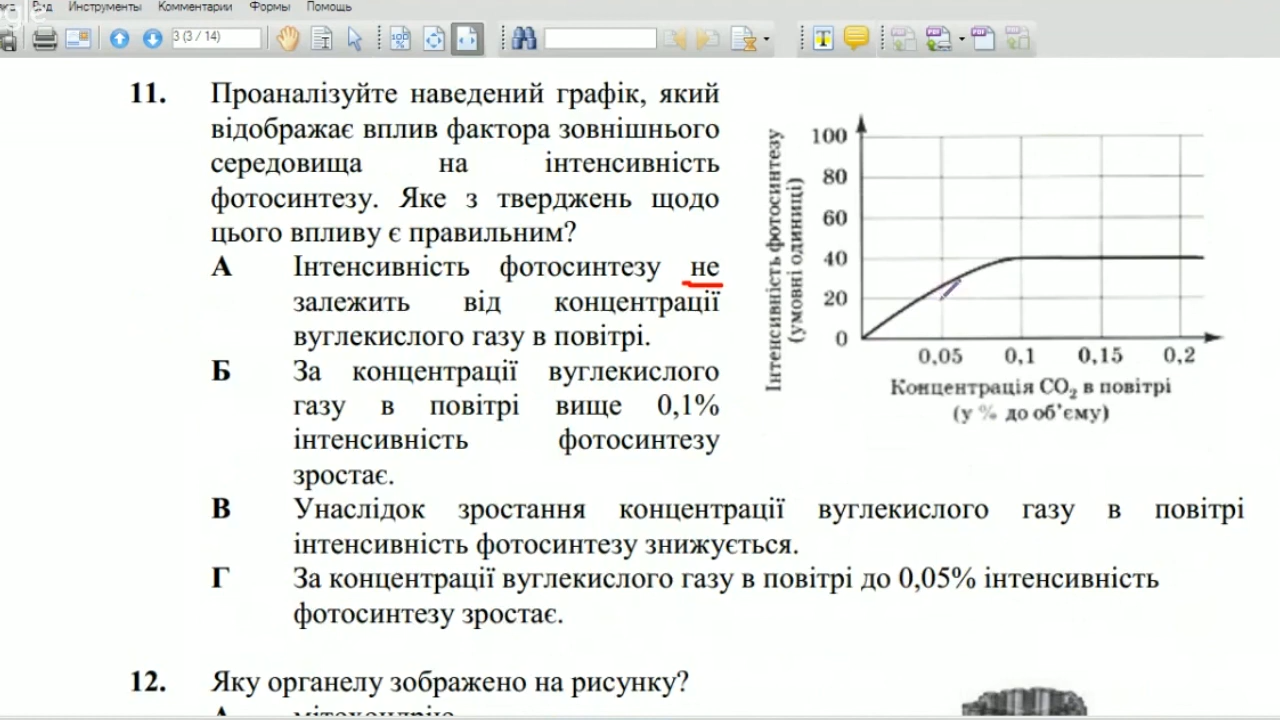 Вид Инструменты Комментарии Формы Помощь
3 (3 / 14)
11. Проаналізуйте наведений графік, який
відображає вплив фактора зовнішнього
середовища на інтенсивність
фотосинтезу. Яке з тверджень щодо
цього впливу є правильним?
А Інтенсивність фотосинтезу не
залежить від концентрації
вуглекислого газу в повітрі.
Б За концентрації вуглекислого
газу в повітрі вище 0,1%
інтенсивність фотосинтезу
зростає.
В Унаслідок зростання концентрації вуглекислого газу в повітрі
інтенсивність фотосинтезу знижується.
Г За концентрації вуглекислого газу в повітрі до 0,05% інтенсивність
фотосинтезу зростає.
Інтенсивність фотосинтезу
(умовні одиниці)
100
80
60
40
20
0
0,05 0,1 0,15 0,2
Концентрація CO₂ в повітрі
(у % до об’єму)
12. Яку органелу зображено на рисунку?